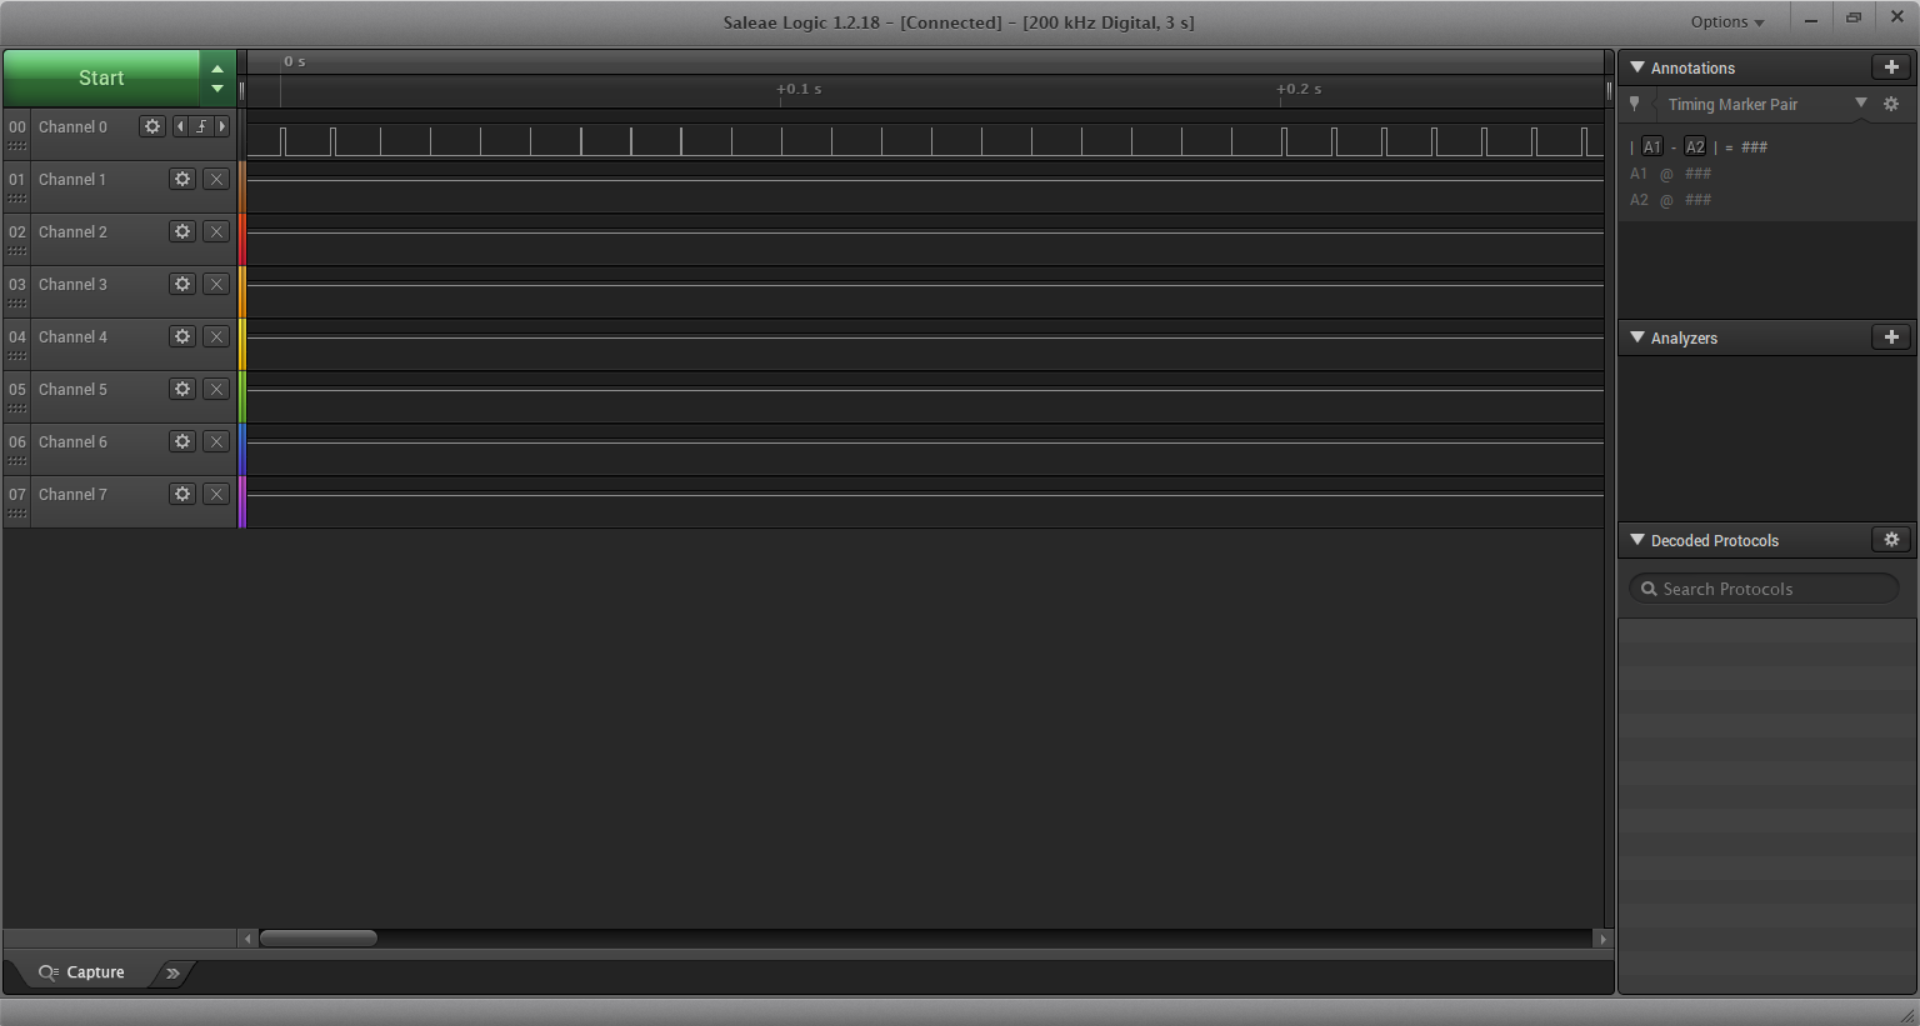 Saleae Logic 1.2.18 - [Connected] - [200 kHz Digital, 3 s]
Options
Start
0 s
+0.1 s
+0.2 s
00 Channel 0
01 Channel 1
02 Channel 2
03 Channel 3
04 Channel 4
05 Channel 5
06 Channel 6
07 Channel 7
Annotations
Timing Marker Pair
| A1 - A2 | = ###
A1 @ ###
A2 @ ###
Analyzers
Decoded Protocols
Search Protocols
Capture